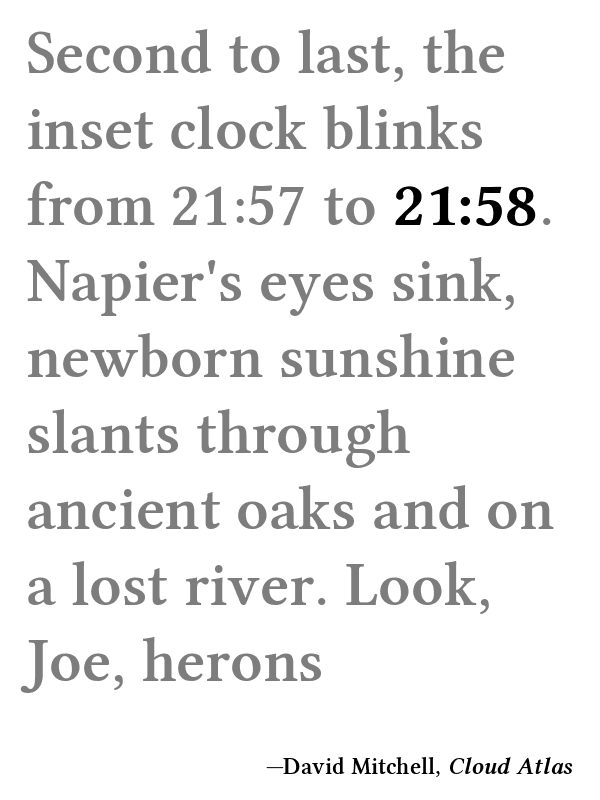 Second to last, the
inset clock blinks
from 21:57 to 21:58.
Napier's eyes sink,
newborn sunshine
slants through
ancient oaks and on
a lost river. Look,
Joe, herons
—David Mitchell, Cloud Atlas